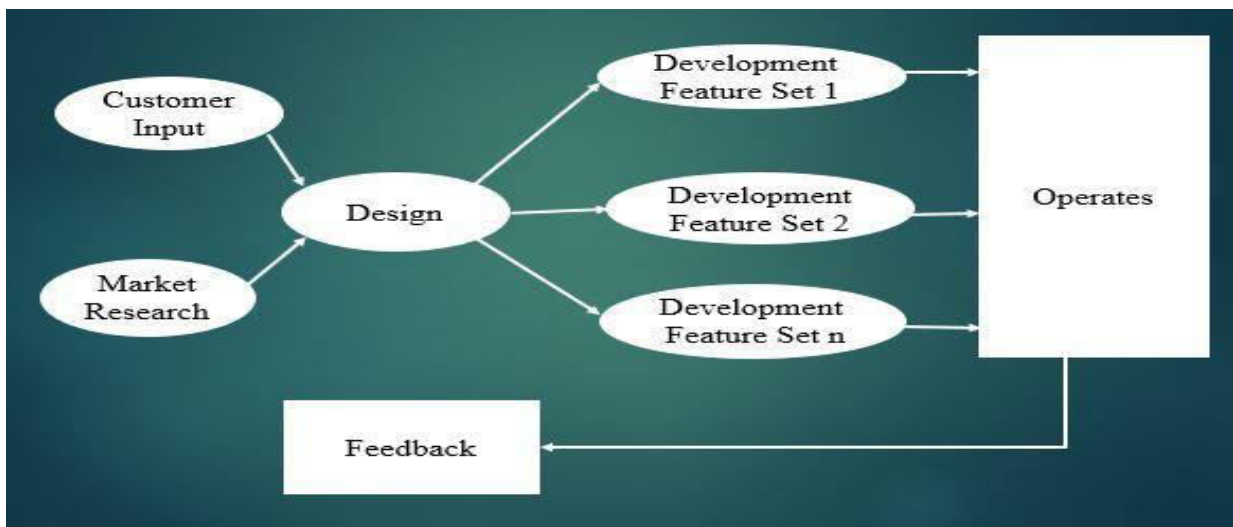 Customer
Input
Market
Research
Design
Development
Feature Set 1
Development
Feature Set 2
Development
Feature Set n
Operates
Feedback